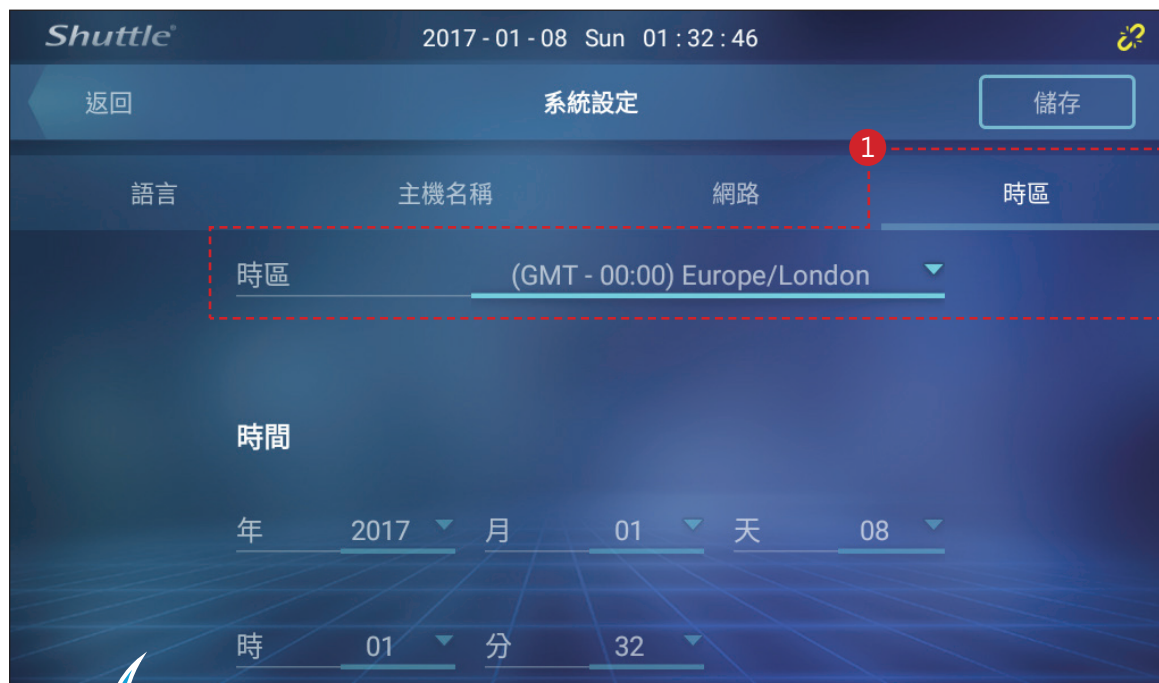 Shuttle® 2017-01-08 Sun 01:32:46
返回 系統設定 儲存
1
語言 主機名稱 網路 時區
時區 (GMT - 00:00) Europe/London
時間
年 2017 月 01 天 08
時 01 分 32